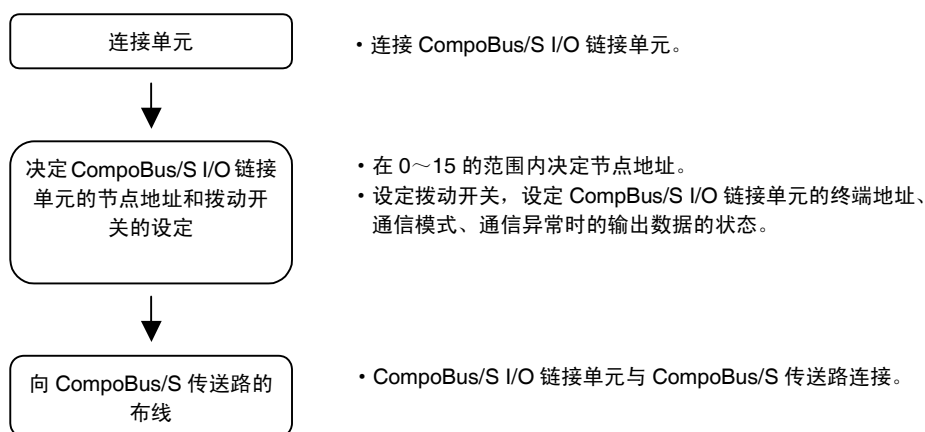 连接单元
・连接 CompoBus/S I/O 链接单元。
决定 CompoBus/S I/O 链接
单元的节点地址和拨动开
关的设定
・在 0～15 的范围内决定节点地址。
・设定拨动开关，设定 CompBus/S I/O 链接单元的终端地址、
通信模式、通信异常时的输出数据的状态。
向 CompoBus/S 传送路的
布线
・CompoBus/S I/O 链接单元与 CompoBus/S 传送路连接。